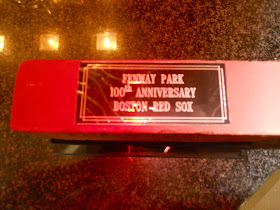 FENWAY PARK
100th ANNIVERSARY
BOSTON RED SOX